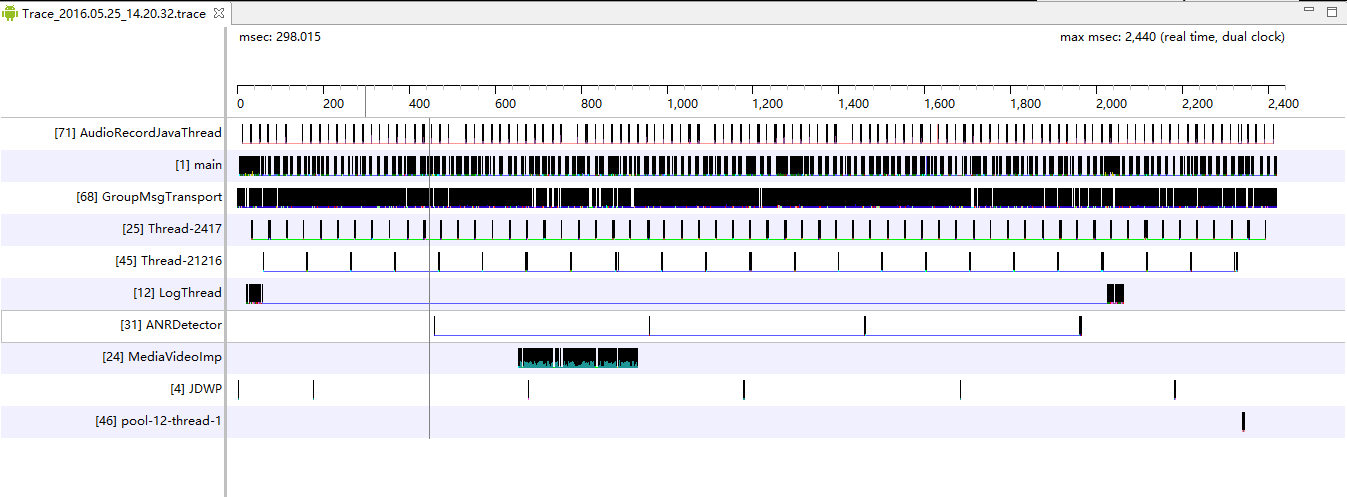 Trace_2016.05.25_14.20.32.trace
msec: 298.015 max msec: 2,440 (real time, dual clock)
0 200 400 600 800 1,000 1,200 1,400 1,600 1,800 2,000 2,200 2,400
[71] AudioRecordJavaThread
[1] main
[68] GroupMsgTransport
[25] Thread-2417
[45] Thread-21216
[12] LogThread
[31] ANRDetector
[24] MediaVideoImp
[4] JDWP
[46] pool-12-thread-1